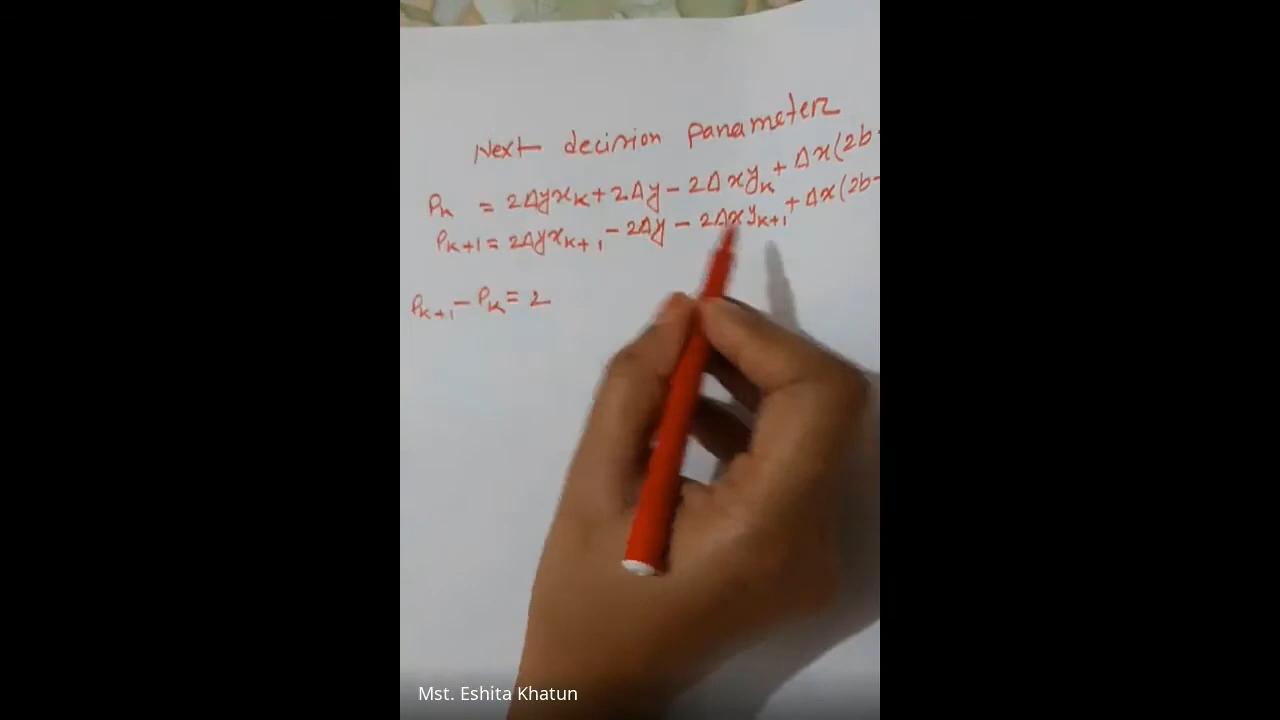 Next decision parameter
Pk = 2Δyxk + 2Δy - 2Δxyk + Δx(2b-
Pk+1 = 2Δyxk+1 - 2Δy - 2Δxyk+1 + Δx(2b-
Pk+1 - Pk = 2
Mst. Eshita Khatun